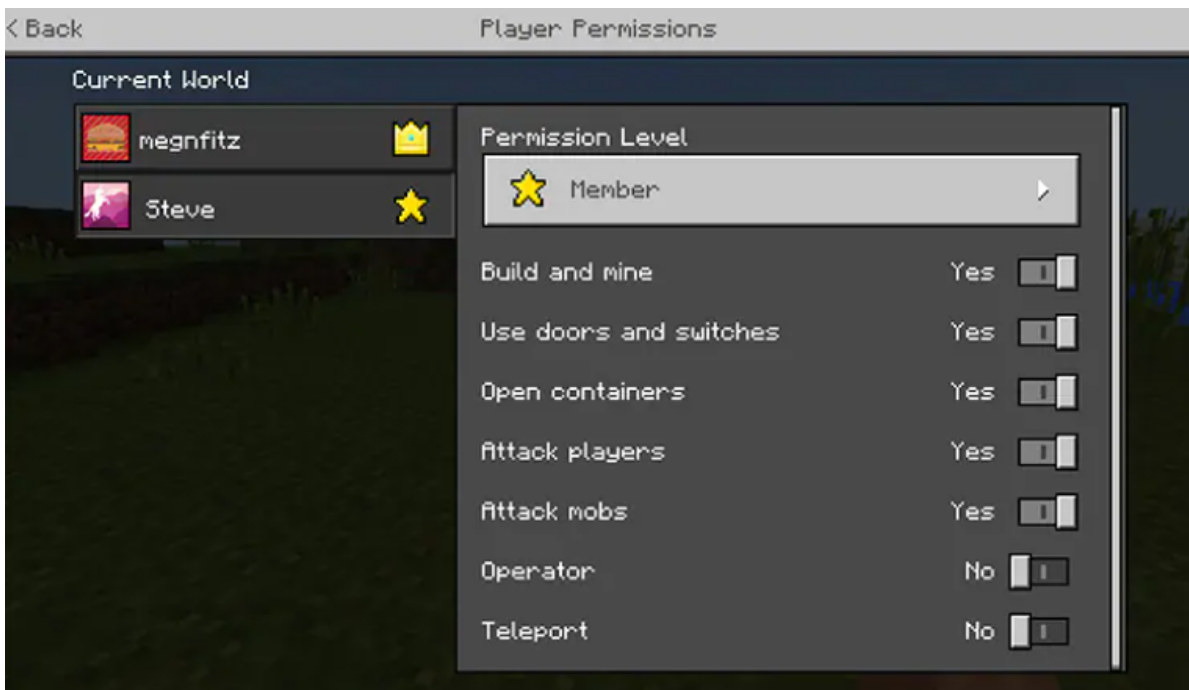 < Back
Player Permissions
Current World
megnfitz
Steve
Permission Level
Member
Build and mine Yes
Use doors and switches Yes
Open containers Yes
Attack players Yes
Attack mobs Yes
Operator No
Teleport No